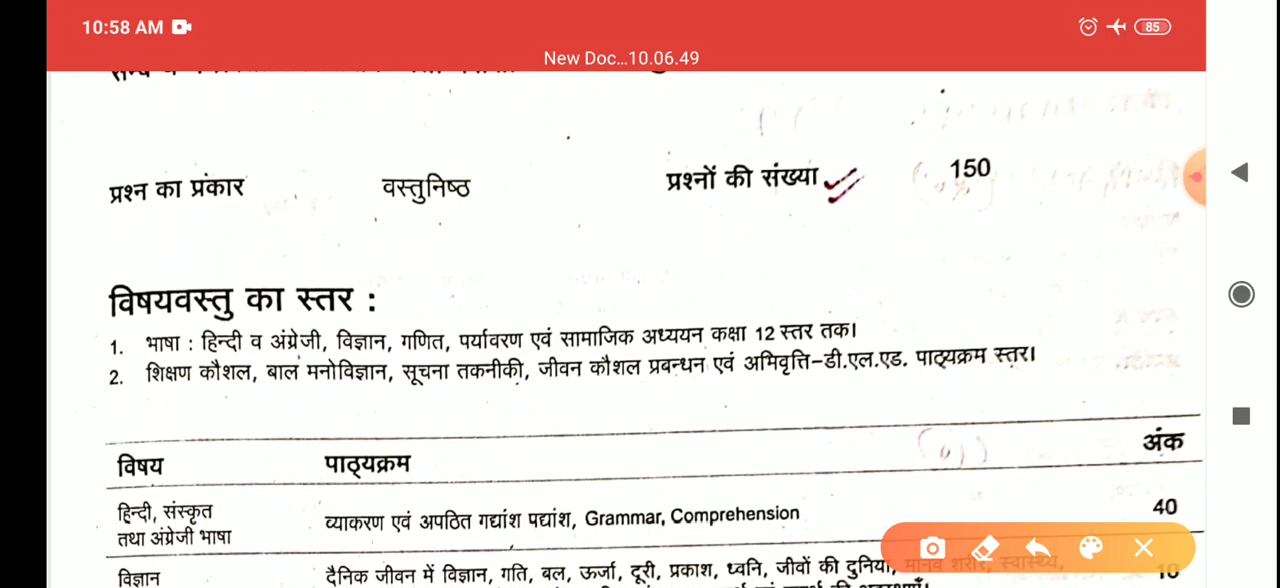 10:58 AM
85
New Doc...10.06.49
प्रश्न का प्रकार वस्तुनिष्ठ प्रश्नों की संख्या 150
विषयवस्तु का स्तर :
1. भाषा : हिन्दी व अंग्रेजी, विज्ञान, गणित, पर्यावरण एवं सामाजिक अध्ययन कक्षा 12 स्तर तक।
2. शिक्षण कौशल, बाल मनोविज्ञान, सूचना तकनीकी, जीवन कौशल प्रबन्धन एवं अभिवृत्ति-डी.एल.एड. पाठ्यक्रम स्तर।
विषय पाठ्यक्रम अंक
हिन्दी, संस्कृत
तथा अंग्रेजी भाषा
व्याकरण एवं अपठित गद्यांश पद्यांश, Grammar, Comprehension 40
विज्ञान दैनिक जीवन में विज्ञान, गति, बल, ऊर्जा, दूरी, प्रकाश, ध्वनि, जीवों की दुनिया, मानव शरीर, स्वास्थ्य, 10